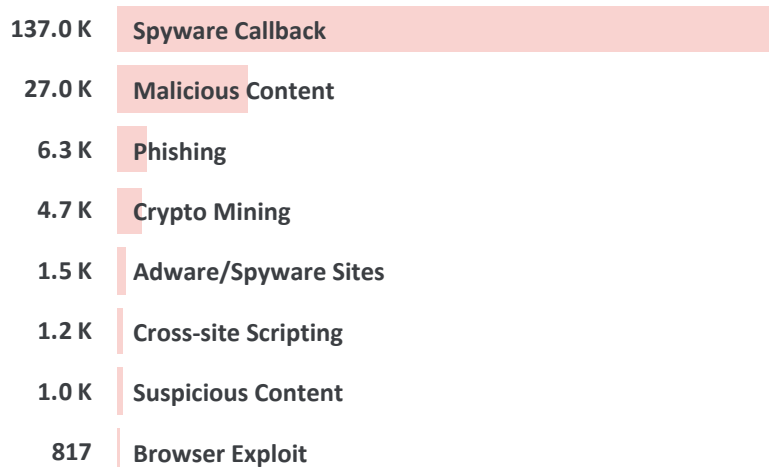 137.0 K Spyware Callback
27.0 K Malicious Content
6.3 K Phishing
4.7 K Crypto Mining
1.5 K Adware/Spyware Sites
1.2 K Cross-site Scripting
1.0 K Suspicious Content
817 Browser Exploit